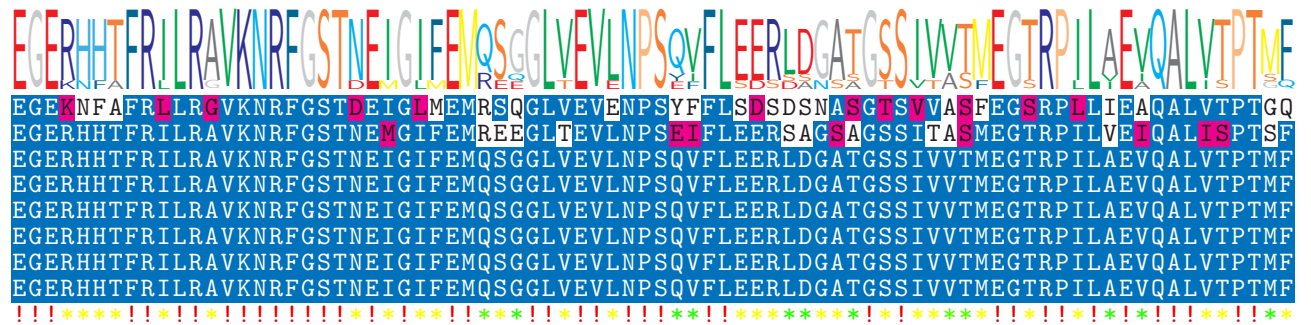 EGERHHTFRILRAVKNRFGSTNEIGIFEMQSGGLVEVLNPSQVFLEERLDGATGSSIVVTMEGTRPILAEVQALVTPTMF
EGEKNFAFRLLRGVKNRFGSTDEIGLMEMRSQGLVEVENPSYFFLSDSDSNASGTSVVASFEGSRPLLIEAQALVTPTGQ
EGERHHTFRILRAVKNRFGSTNEMGIFEMREEGLTEVLNPSEIFLEERSAGSAGSSITASMEGTRPILVEIQALISPTSF
EGERHHTFRILRAVKNRFGSTNEIGIFEMQSGGLVEVLNPSQVFLEERLDGATGSSIVVTMEGTRPILAEVQALVTPTMF
EGERHHTFRILRAVKNRFGSTNEIGIFEMQSGGLVEVLNPSQVFLEERLDGATGSSIVVTMEGTRPILAEVQALVTPTMF
EGERHHTFRILRAVKNRFGSTNEIGIFEMQSGGLVEVLNPSQVFLEERLDGATGSSIVVTMEGTRPILAEVQALVTPTMF
EGERHHTFRILRAVKNRFGSTNEIGIFEMQSGGLVEVLNPSQVFLEERLDGATGSSIVVTMEGTRPILAEVQALVTPTMF
EGERHHTFRILRAVKNRFGSTNEIGIFEMQSGGLVEVLNPSQVFLEERLDGATGSSIVVTMEGTRPILAEVQALVTPTMF
EGERHHTFRILRAVKNRFGSTNEIGIFEMQSGGLVEVLNPSQVFLEERLDGATGSSIVVTMEGTRPILAEVQALVTPTMF
!!!****!!*!!*!!!!!!!!*!*!**!!***!!*!!*!!!**!!********!*!*****!!*!!*!*!*!!!**!!**